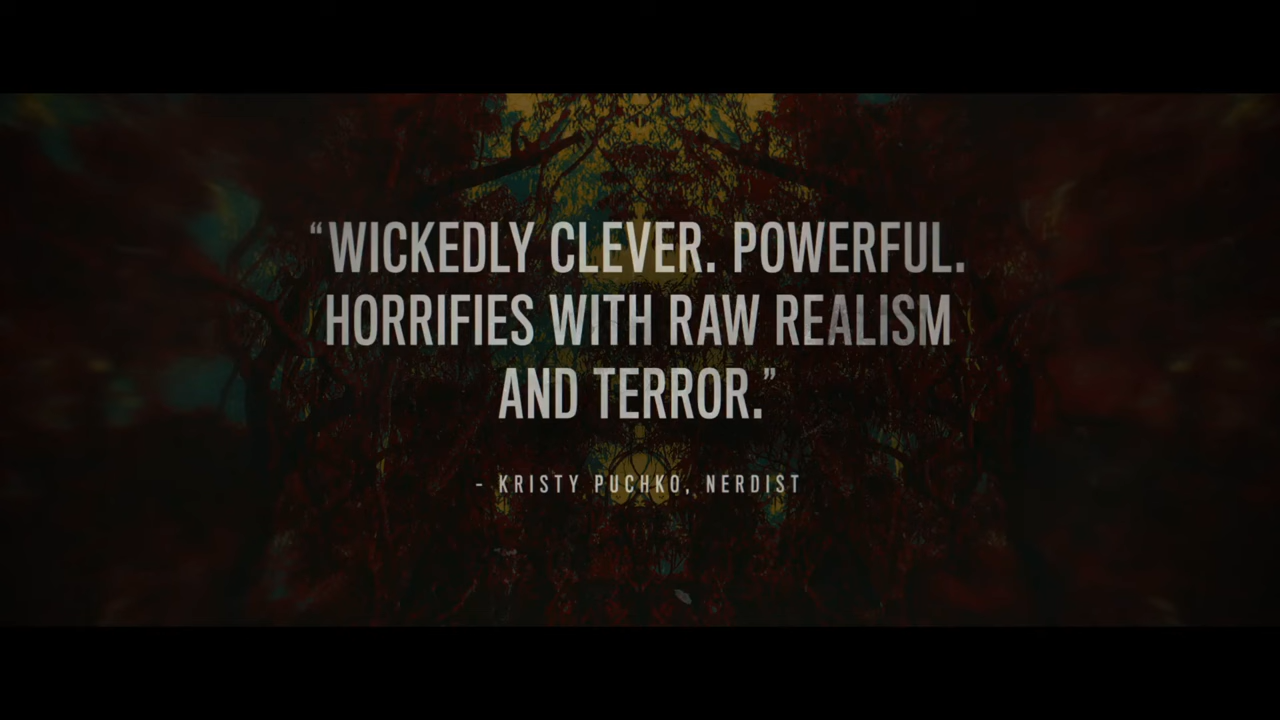 “WICKEDLY CLEVER. POWERFUL.
HORRIFIES WITH RAW REALISM
AND TERROR.”
- KRISTY PUCHKO, NERDIST